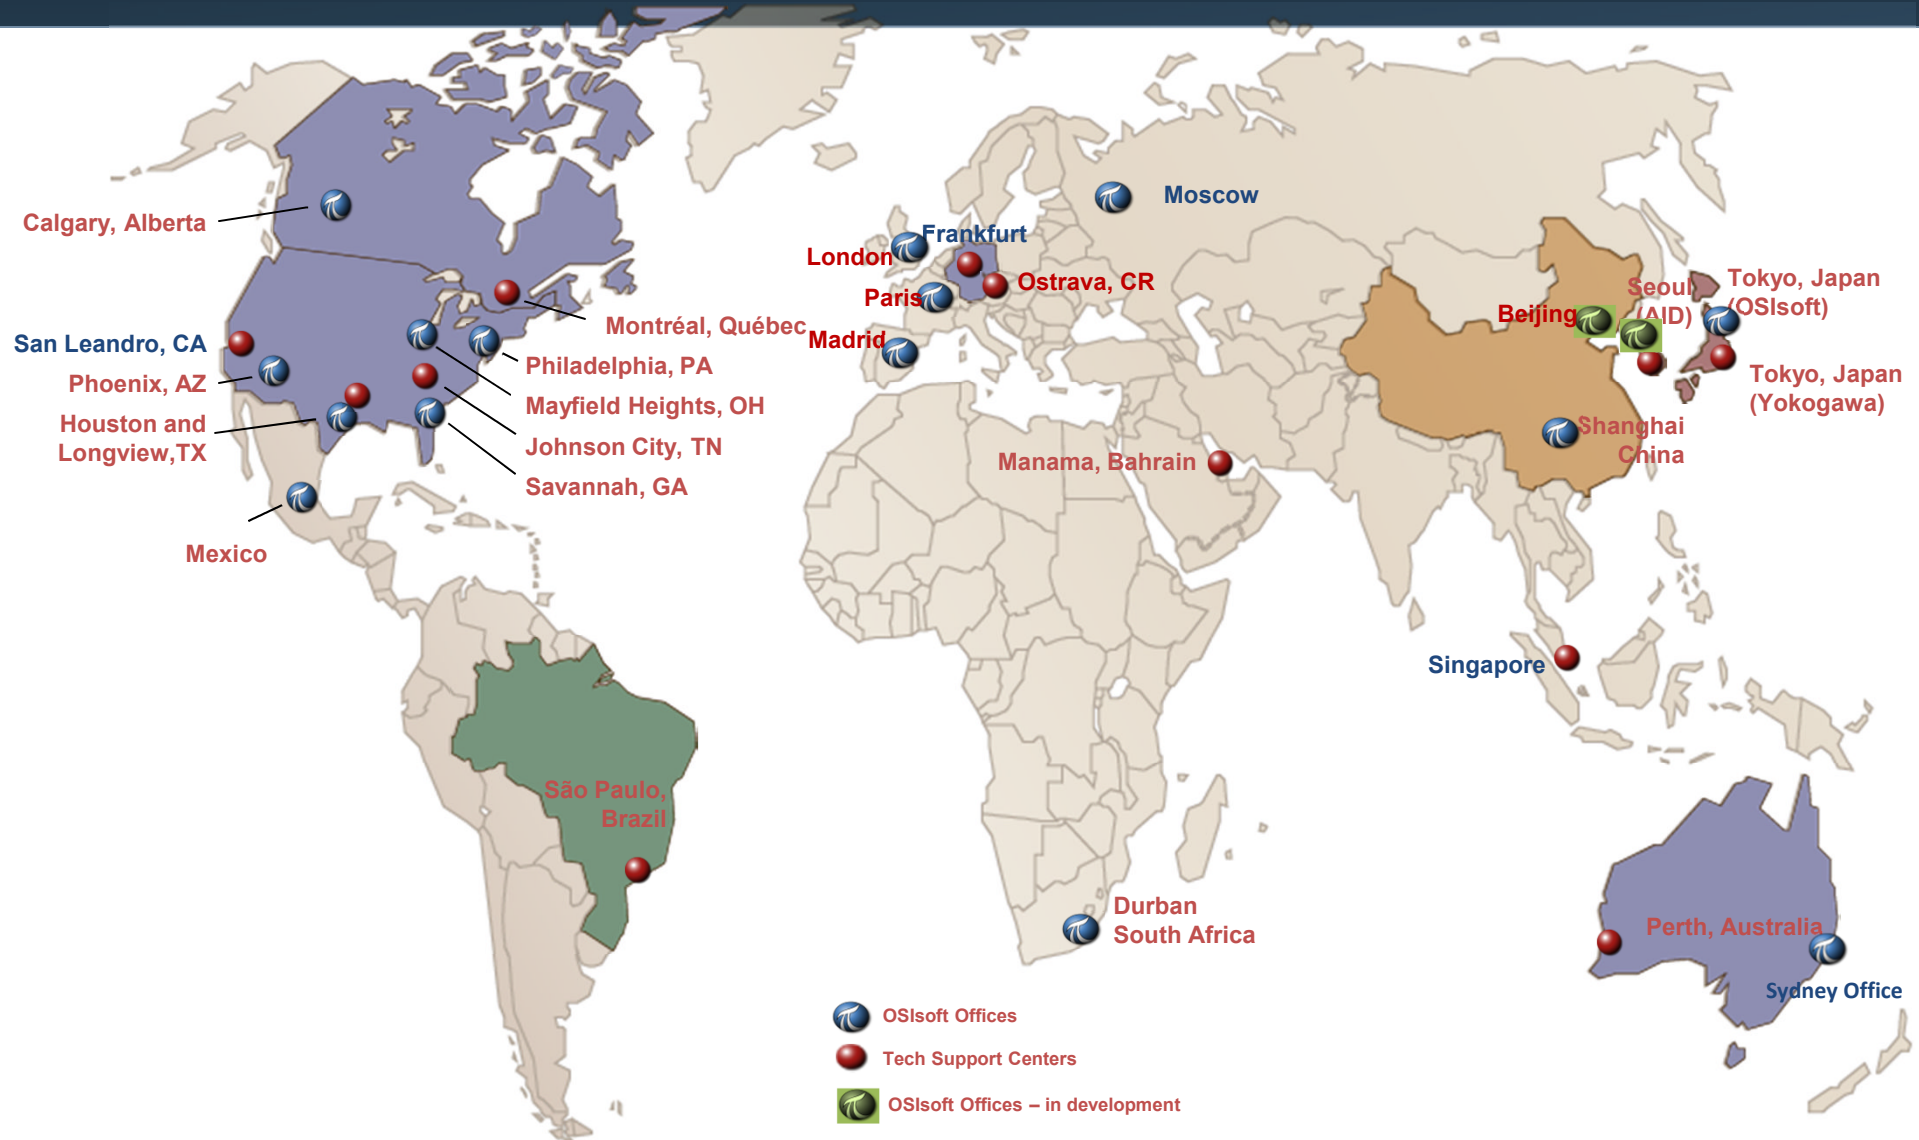 Calgary, Alberta
San Leandro, CA
Phoenix, AZ
Houston and
Longview,TX
Mexico
Montréal, Québec
Philadelphia, PA
Mayfield Heights, OH
Johnson City, TN
Savannah, GA
São Paulo,
Brazil
Moscow
Frankfurt
London
Ostrava, CR
Paris
Madrid
Manama, Bahrain
Durban
South Africa
Beijing
Seoul
(AID)
Tokyo, Japan
(OSIsoft)
Tokyo, Japan
(Yokogawa)
Shanghai
China
Singapore
Perth, Australia
Sydney Office
OSIsoft Offices
Tech Support Centers
OSIsoft Offices – in development